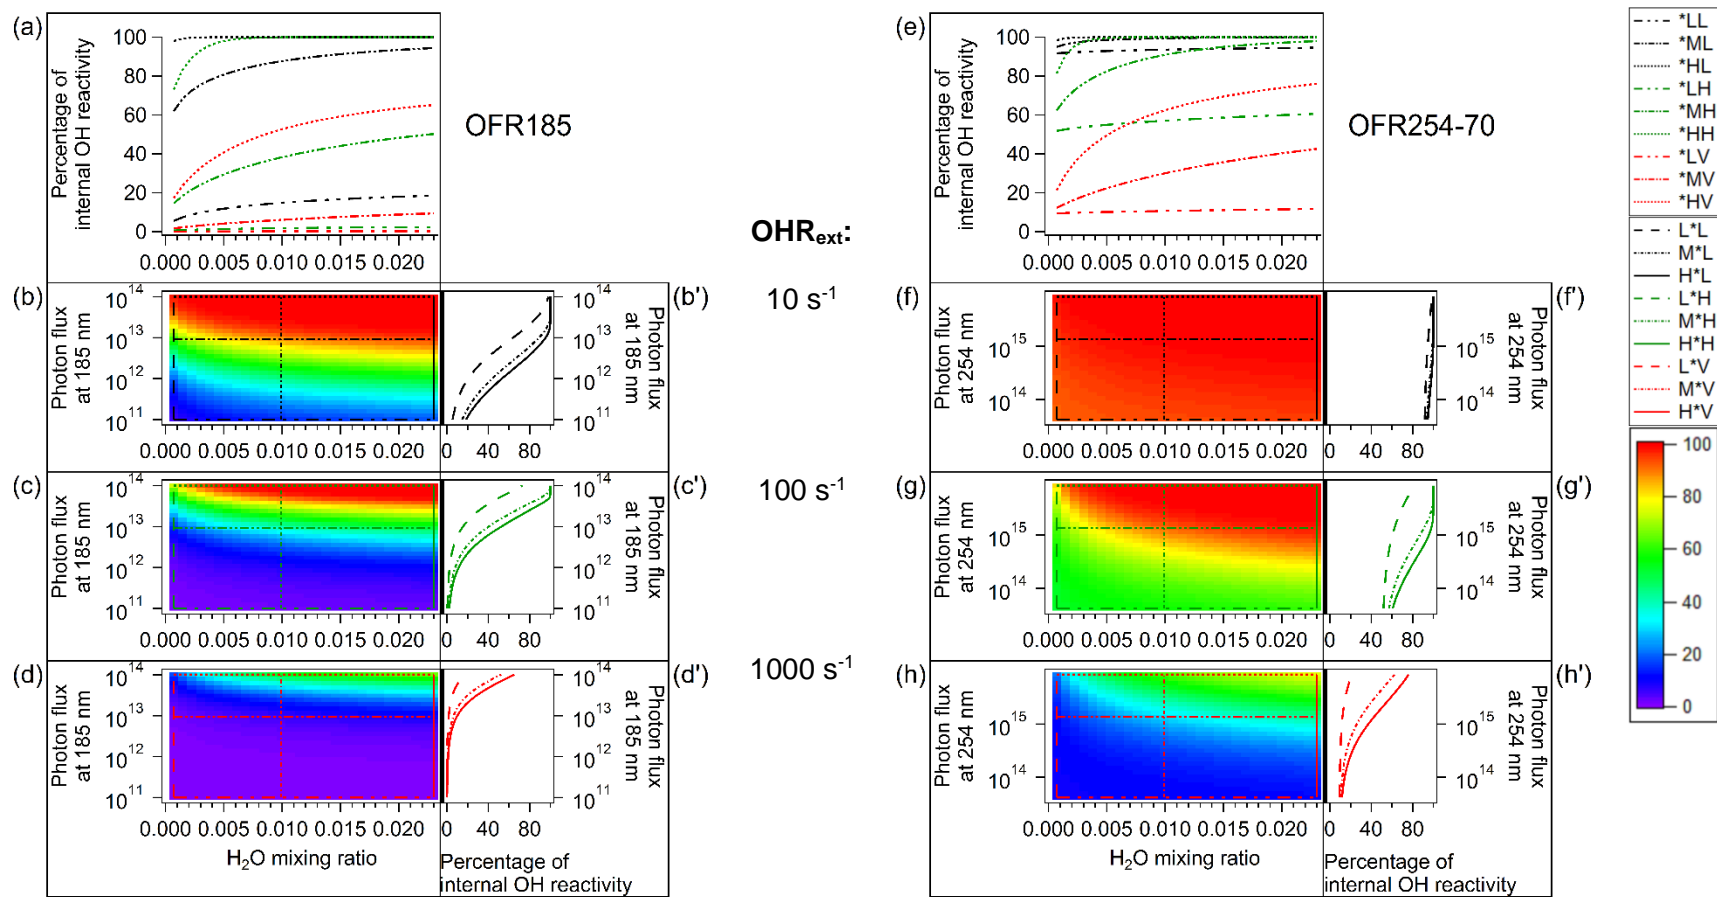 (a)
Percentage of
internal OH reactivity
100
80
60
40
20
0
0.000 0.005 0.010 0.015 0.020
OFR185
(e)
Percentage of
internal OH reactivity
100
80
60
40
20
0
0.000 0.005 0.010 0.015 0.020
OFR254-70
OHRext:
10 s-1
100 s-1
1000 s-1
(b)
Photon flux
at 185 nm
10^14
10^13
10^12
10^11
0.000 0.005 0.010 0.015 0.020
(b')
0 40 80
10^14
10^13
10^12
10^11
Photon flux
at 185 nm
(c)
Photon flux
at 185 nm
10^14
10^13
10^12
10^11
0.000 0.005 0.010 0.015 0.020
(c')
0 40 80
10^14
10^13
10^12
10^11
Photon flux
at 185 nm
(d)
Photon flux
at 185 nm
10^14
10^13
10^12
10^11
0.000 0.005 0.010 0.015 0.020
H2O mixing ratio
(d')
0 40 80
10^14
10^13
10^12
10^11
Photon flux
at 185 nm
Percentage of
internal OH reactivity
(f)
Photon flux
at 254 nm
10^15
10^14
0.000 0.005 0.010 0.015 0.020
(f')
0 40 80
10^15
10^14
Photon flux
at 254 nm
(g)
Photon flux
at 254 nm
10^15
10^14
0.000 0.005 0.010 0.015 0.020
(g')
0 40 80
10^15
10^14
Photon flux
at 254 nm
(h)
Photon flux
at 254 nm
10^15
10^14
0.000 0.005 0.010 0.015 0.020
H2O mixing ratio
(h')
0 40 80
10^15
10^14
Photon flux
at 254 nm
Percentage of
internal OH reactivity
*LL
*ML
*HL
*LH
*MH
*HH
*LV
*MV
*HV
L*L
M*L
H*L
L*H
M*H
H*H
L*V
M*V
H*V
100
80
60
40
20
0